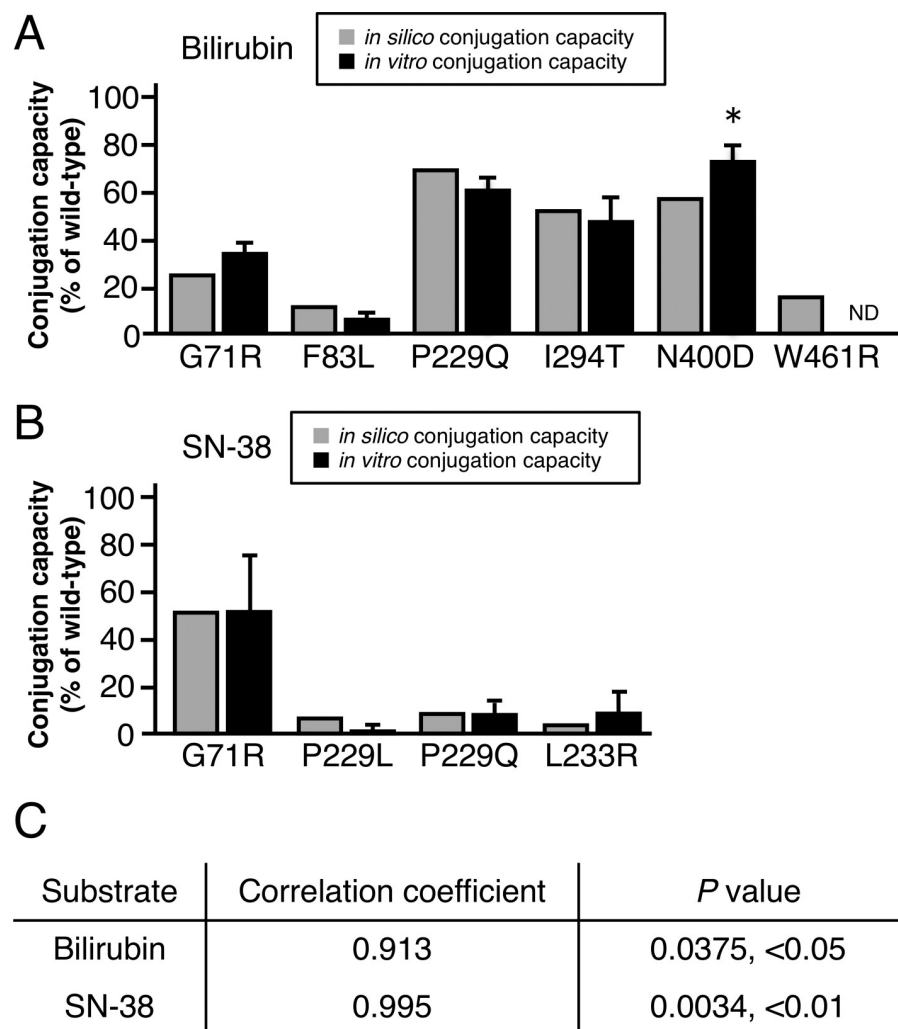 A
Bilirubin
in silico conjugation capacity
in vitro conjugation capacity
Conjugation capacity
(% of wild-type)
100
80
60
40
20
0
*
ND
G71R F83L P229Q I294T N400D W461R
B
SN-38
in silico conjugation capacity
in vitro conjugation capacity
Conjugation capacity
(% of wild-type)
100
80
60
40
20
0
G71R P229L P229Q L233R
C
Substrate Correlation coefficient P value
Bilirubin 0.913 0.0375, <0.05
SN-38 0.995 0.0034, <0.01